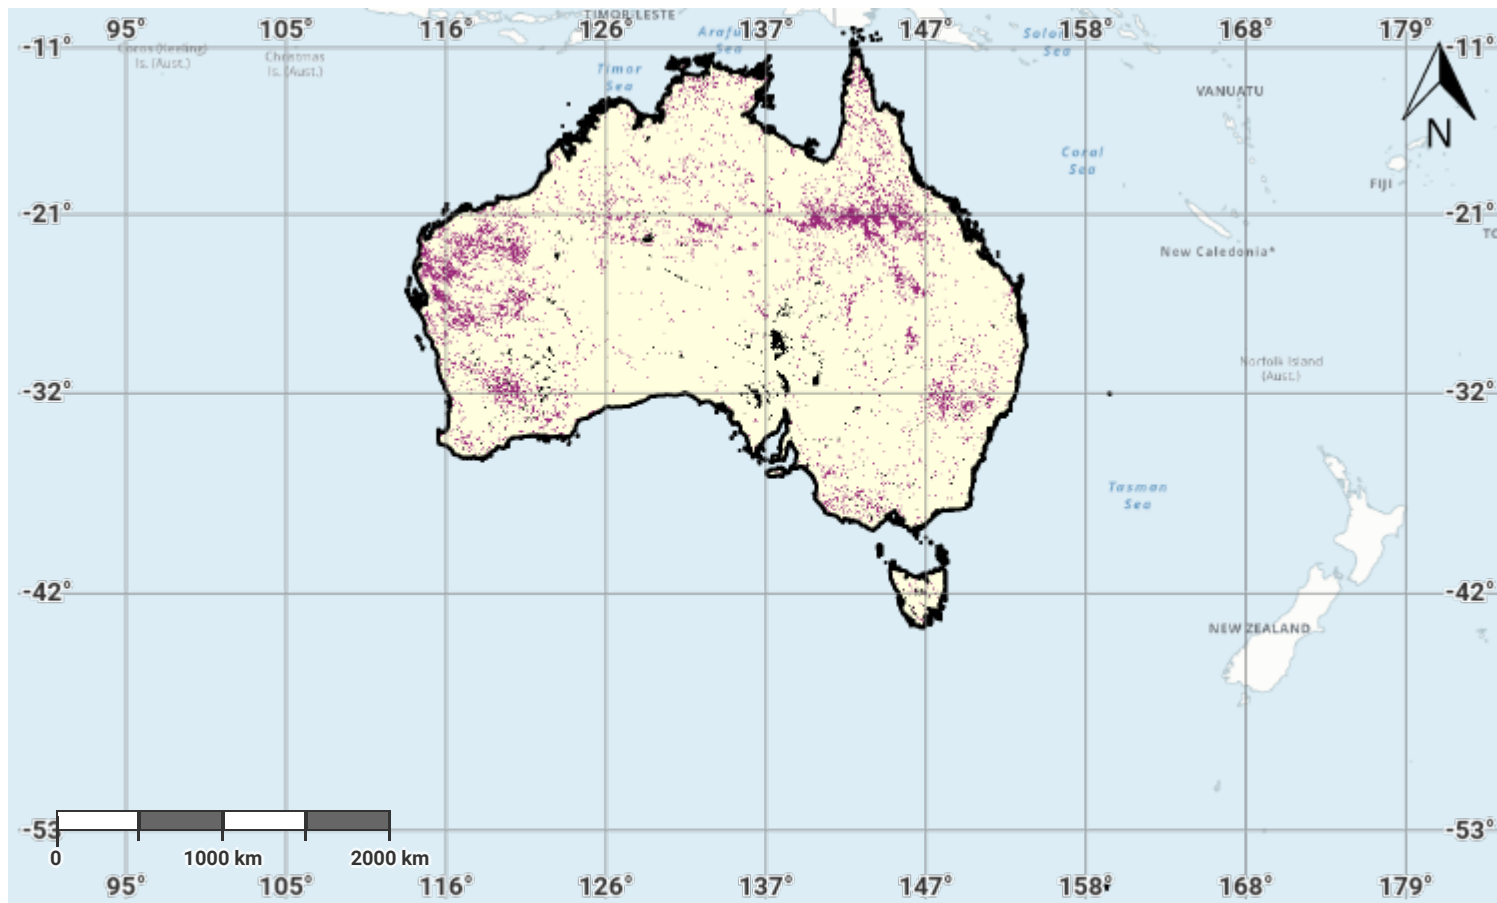 TIMOR-LESTE
95° 105° 116° 126° 137° 147° 158° 168° 179°
-11° -11°
Cocos (Keeling)
Is. (Aust.)
Christmas
Is. (Aust.)
Timor
Sea
Sea
Sea
VANUATU
N
Coral
Sea
FIJI
-21° -21°
New Caledonia*
Norfolk Island
(Aust.)
-32° -32°
Tasman
Sea
-42° -42°
NEW ZEALAND
-53 -53°
0 1000 km 2000 km
95° 105° 116° 126° 137° 147° 158° 168° 179°